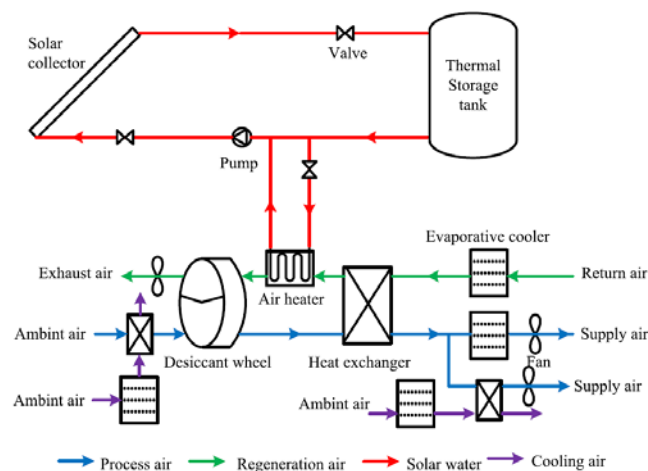 Solar
collector
Valve
Thermal
Storage
tank
Pump
Evaporative cooler
Exhaust air
Air heater
Return air
Ambint air
Desiccant wheel
Heat exchanger
Supply air
Fan
Ambint air
Ambint air
Supply air
Process air
Regeneration air
Solar water
Cooling air